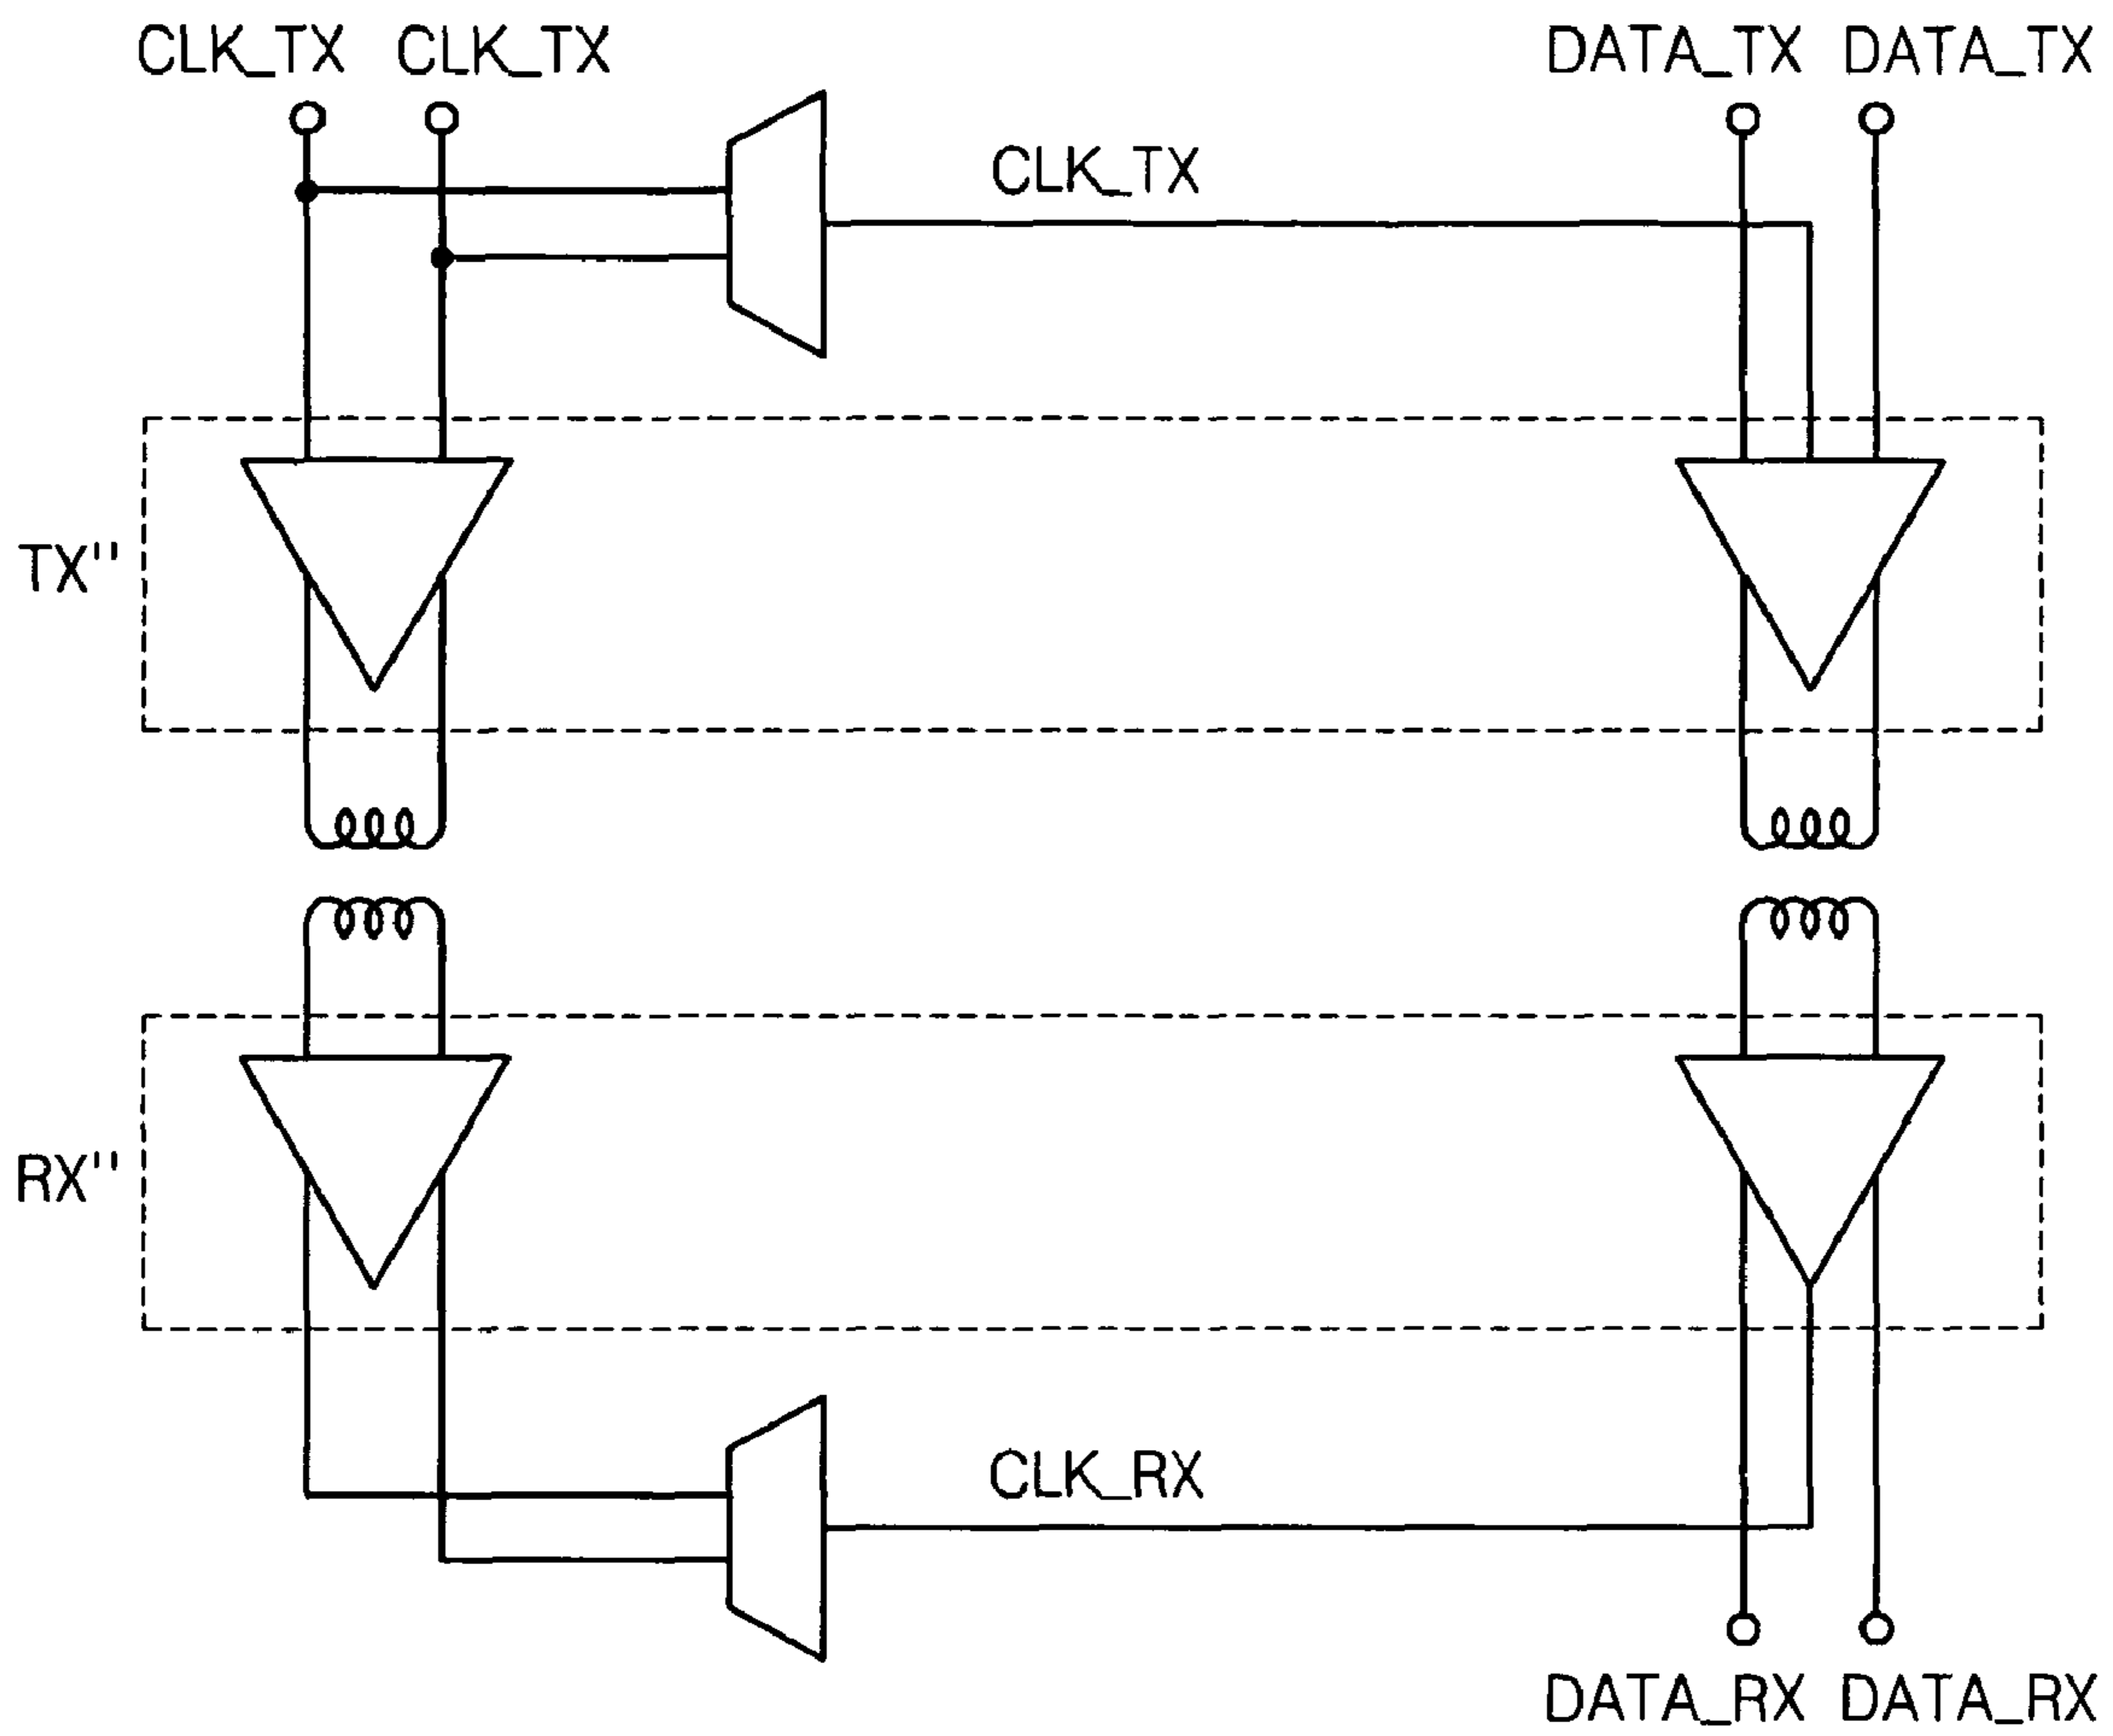 CLK_TX CLK_TX DATA_TX DATA_TX
CLK_TX
TX"
RX"
CLK_RX
DATA_RX DATA_RX